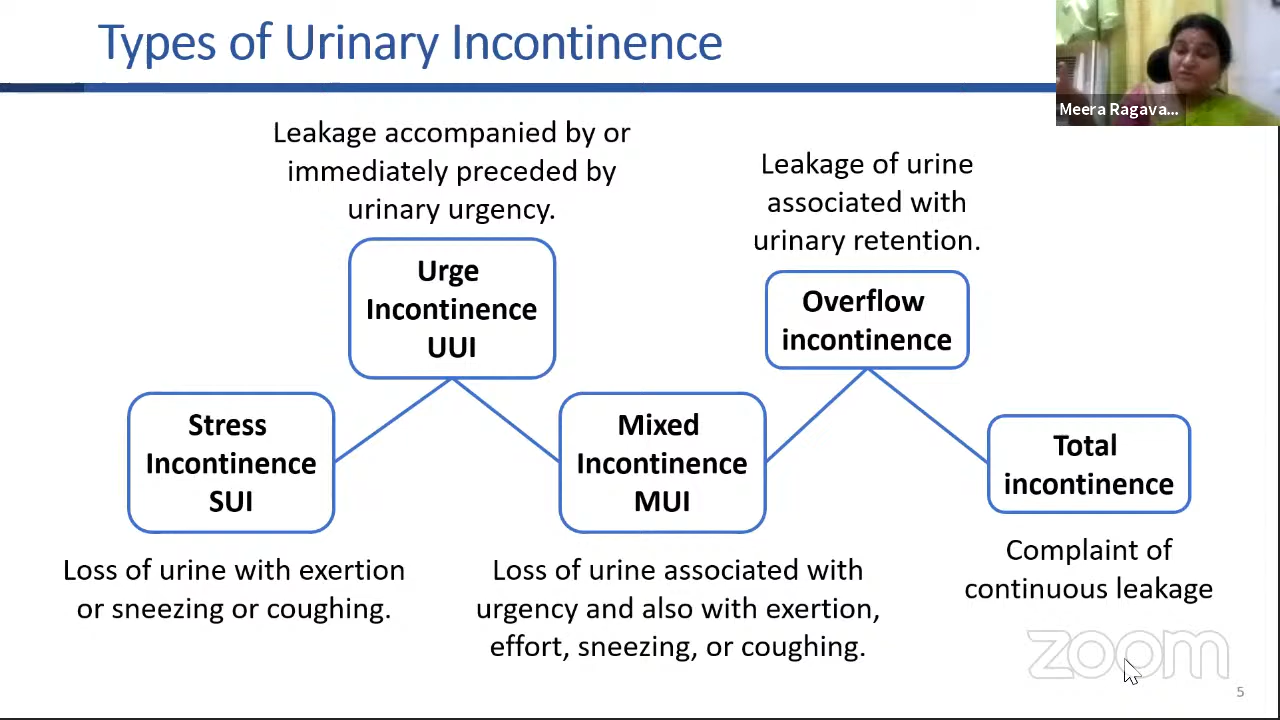 Types of Urinary Incontinence
Meera Ragava...
Leakage accompanied by or
immediately preceded by
urinary urgency.
Leakage of urine
associated with
urinary retention.
Urge
Incontinence
UUI
Overflow
incontinence
Stress
Incontinence
SUI
Mixed
Incontinence
MUI
Total
incontinence
Loss of urine with exertion
or sneezing or coughing.
Loss of urine associated with
urgency and also with exertion,
effort, sneezing, or coughing.
Complaint of
continuous leakage
zoom
5